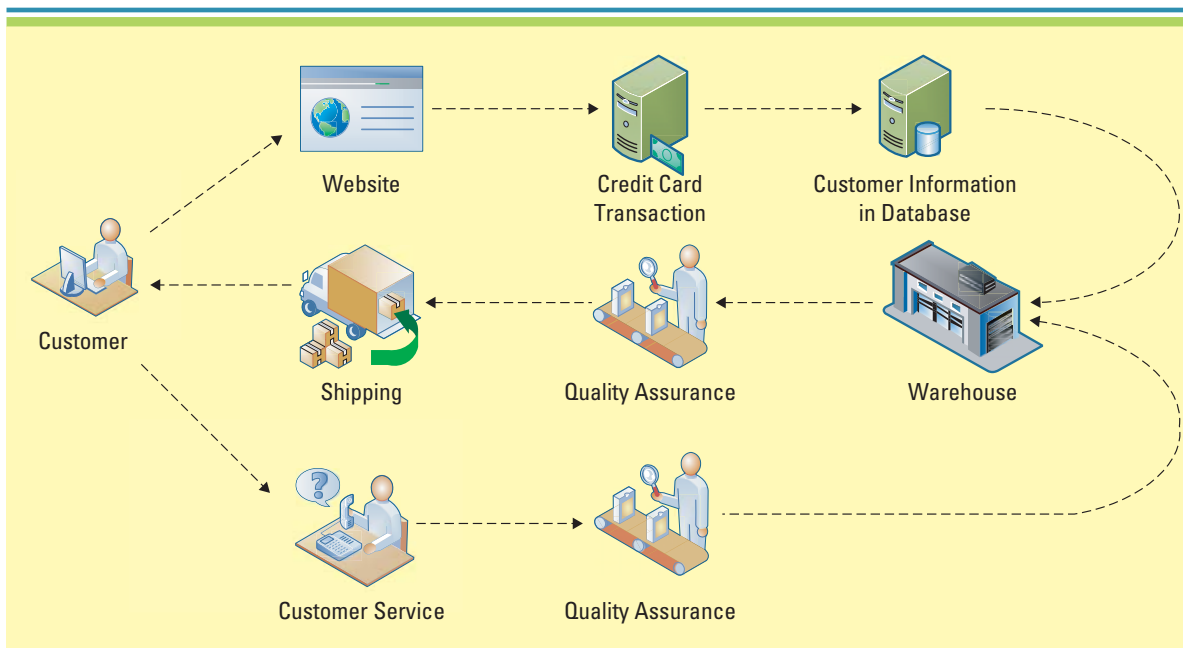 Website
Credit Card
Transaction
Customer Information
in Database
Customer
Shipping
Quality Assurance
Warehouse
Customer Service
Quality Assurance